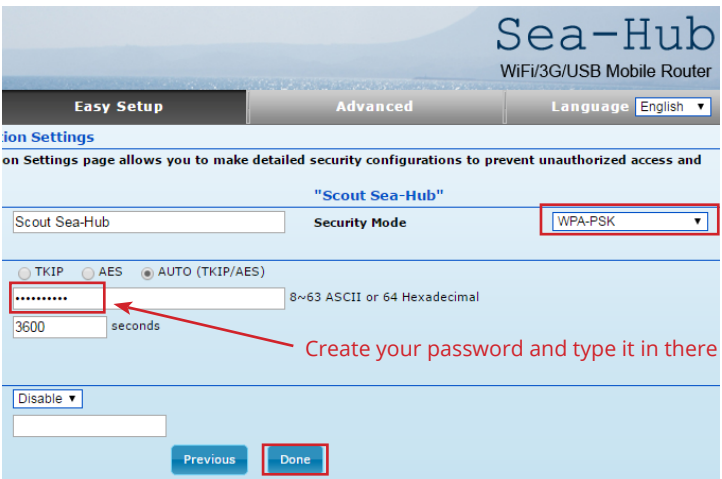 Sea-Hub
WiFi/3G/USB Mobile Router
Easy Setup Advanced Language English
ion Settings
on Settings page allows you to make detailed security configurations to prevent unauthorized access and
"Scout Sea-Hub"
Scout Sea-Hub Security Mode WPA-PSK
TKIP AES AUTO (TKIP/AES)
•••••••••• 8~63 ASCII or 64 Hexadecimal
3600 seconds
Create your password and type it in there
Disable
Previous Done